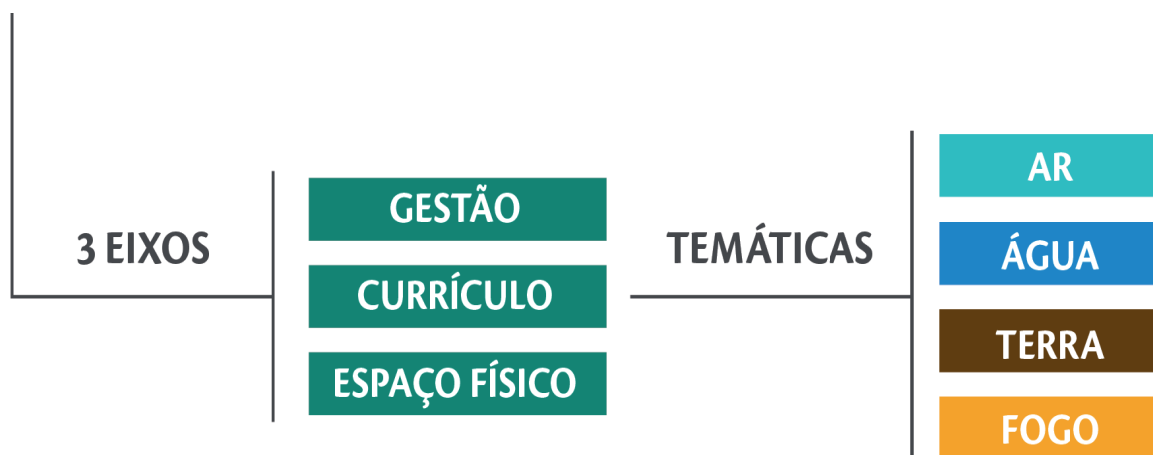 3 EIXOS
GESTÃO
CURRÍCULO
ESPAÇO FÍSICO
TEMÁTICAS
AR
ÁGUA
TERRA
FOGO